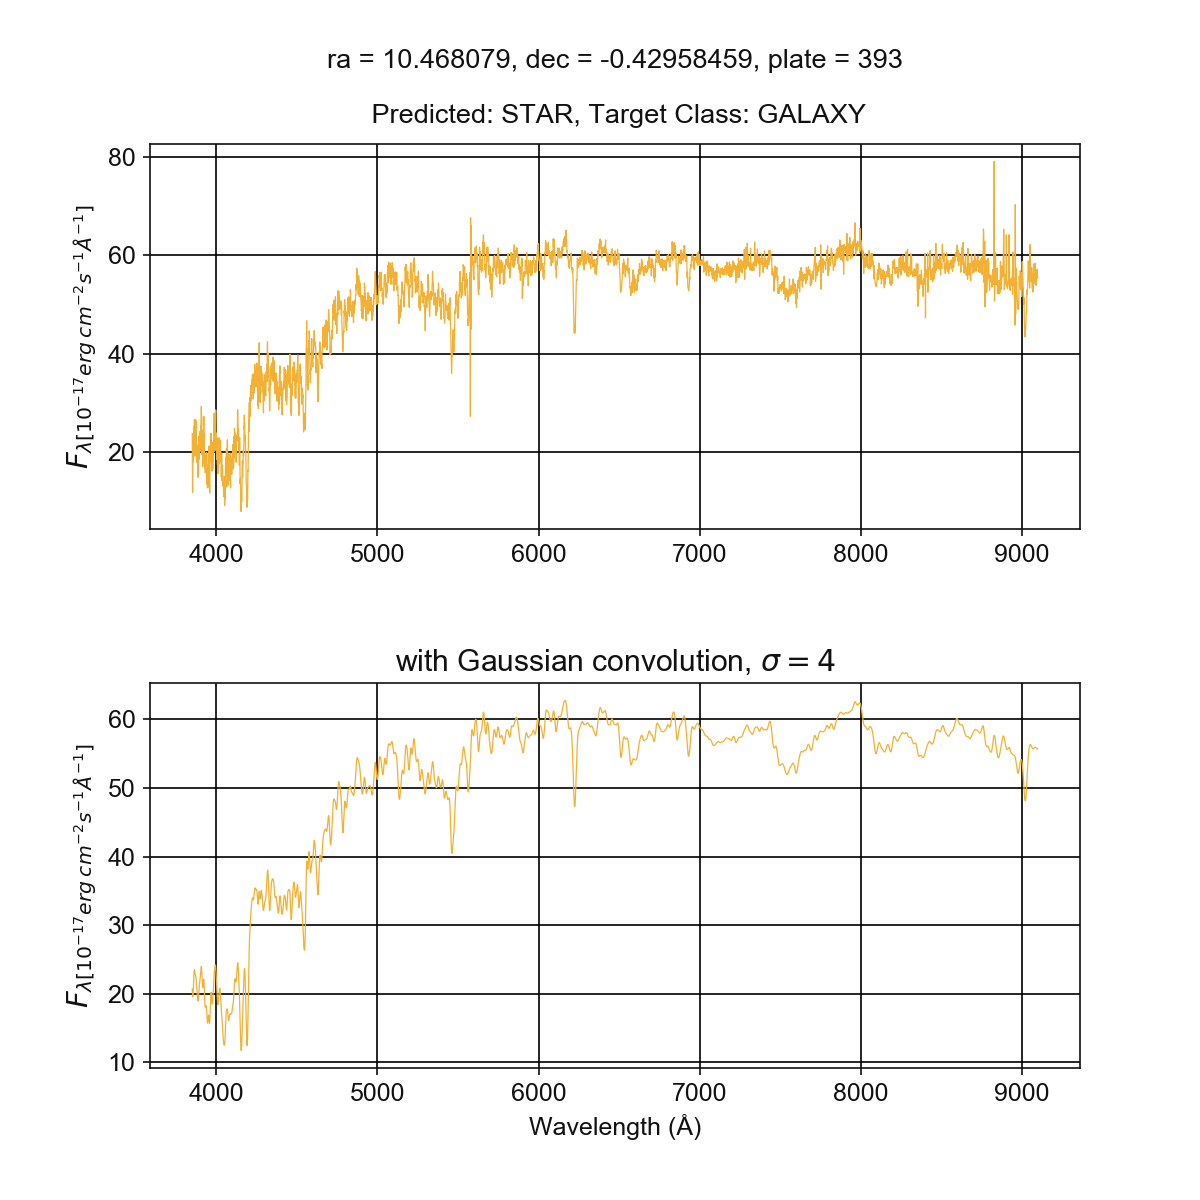 ra = 10.468079, dec = -0.42958459, plate = 393
Predicted: STAR, Target Class: GALAXY
80
60
40
20
F_λ[10^−17 erg cm^−2 s^−1 Å^−1]
4000 5000 6000 7000 8000 9000
with Gaussian convolution, σ = 4
60
50
40
30
20
10
F_λ[10^−17 erg cm^−2 s^−1 Å^−1]
4000 5000 6000 7000 8000 9000
Wavelength (Å)